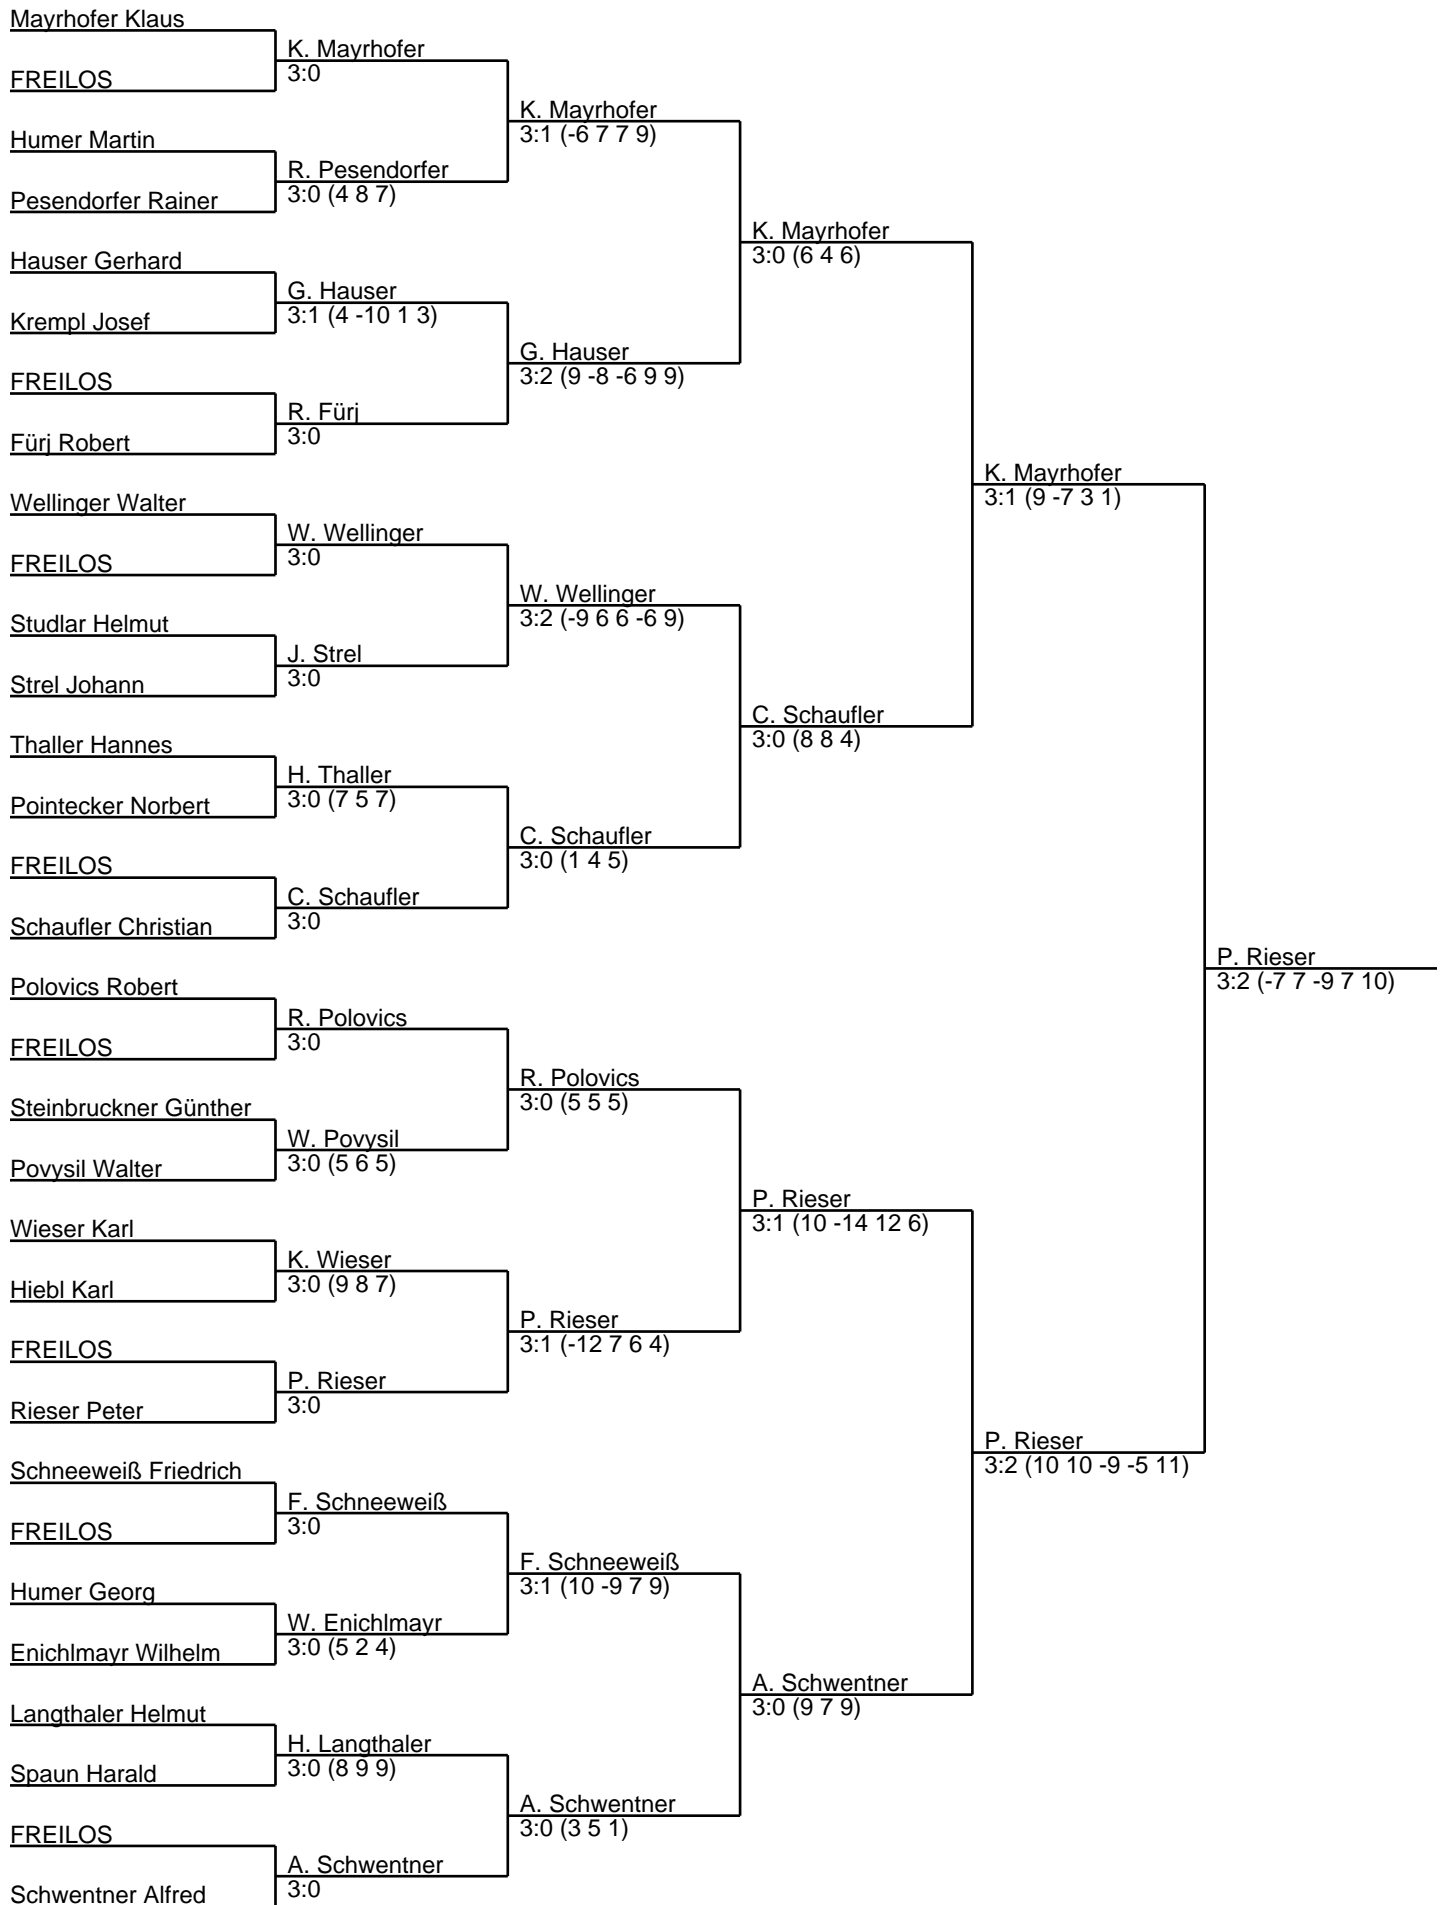 Mayrhofer Klaus
K. Mayrhofer
3:0
FREILOS
K. Mayrhofer
3:1 (-6 7 7 9)
Humer Martin
R. Pesendorfer
3:0 (4 8 7)
Pesendorfer Rainer
K. Mayrhofer
3:0 (6 4 6)
Hauser Gerhard
G. Hauser
3:1 (4 -10 1 3)
Krempl Josef
G. Hauser
3:2 (9 -8 -6 9 9)
FREILOS
R. Fürj
3:0
Fürj Robert
K. Mayrhofer
3:1 (9 -7 3 1)
Wellinger Walter
W. Wellinger
3:0
FREILOS
W. Wellinger
3:2 (-9 6 6 -6 9)
Studlar Helmut
J. Strel
3:0
Strel Johann
C. Schaufler
3:0 (8 8 4)
Thaller Hannes
H. Thaller
3:0 (7 5 7)
Pointecker Norbert
C. Schaufler
3:0 (1 4 5)
FREILOS
C. Schaufler
3:0
Schaufler Christian
P. Rieser
3:2 (-7 7 -9 7 10)
Polovics Robert
R. Polovics
3:0
FREILOS
R. Polovics
3:0 (5 5 5)
Steinbruckner Günther
W. Povysil
3:0 (5 6 5)
Povysil Walter
P. Rieser
3:1 (10 -14 12 6)
Wieser Karl
K. Wieser
3:0 (9 8 7)
Hiebl Karl
P. Rieser
3:1 (-12 7 6 4)
FREILOS
P. Rieser
3:0
Rieser Peter
P. Rieser
3:2 (10 10 -9 -5 11)
Schneeweiß Friedrich
F. Schneeweiß
3:0
FREILOS
F. Schneeweiß
3:1 (10 -9 7 9)
Humer Georg
W. Enichlmayr
3:0 (5 2 4)
Enichlmayr Wilhelm
A. Schwentner
3:0 (9 7 9)
Langthaler Helmut
H. Langthaler
3:0 (8 9 9)
Spaun Harald
A. Schwentner
3:0 (3 5 1)
FREILOS
A. Schwentner
3:0
Schwentner Alfred